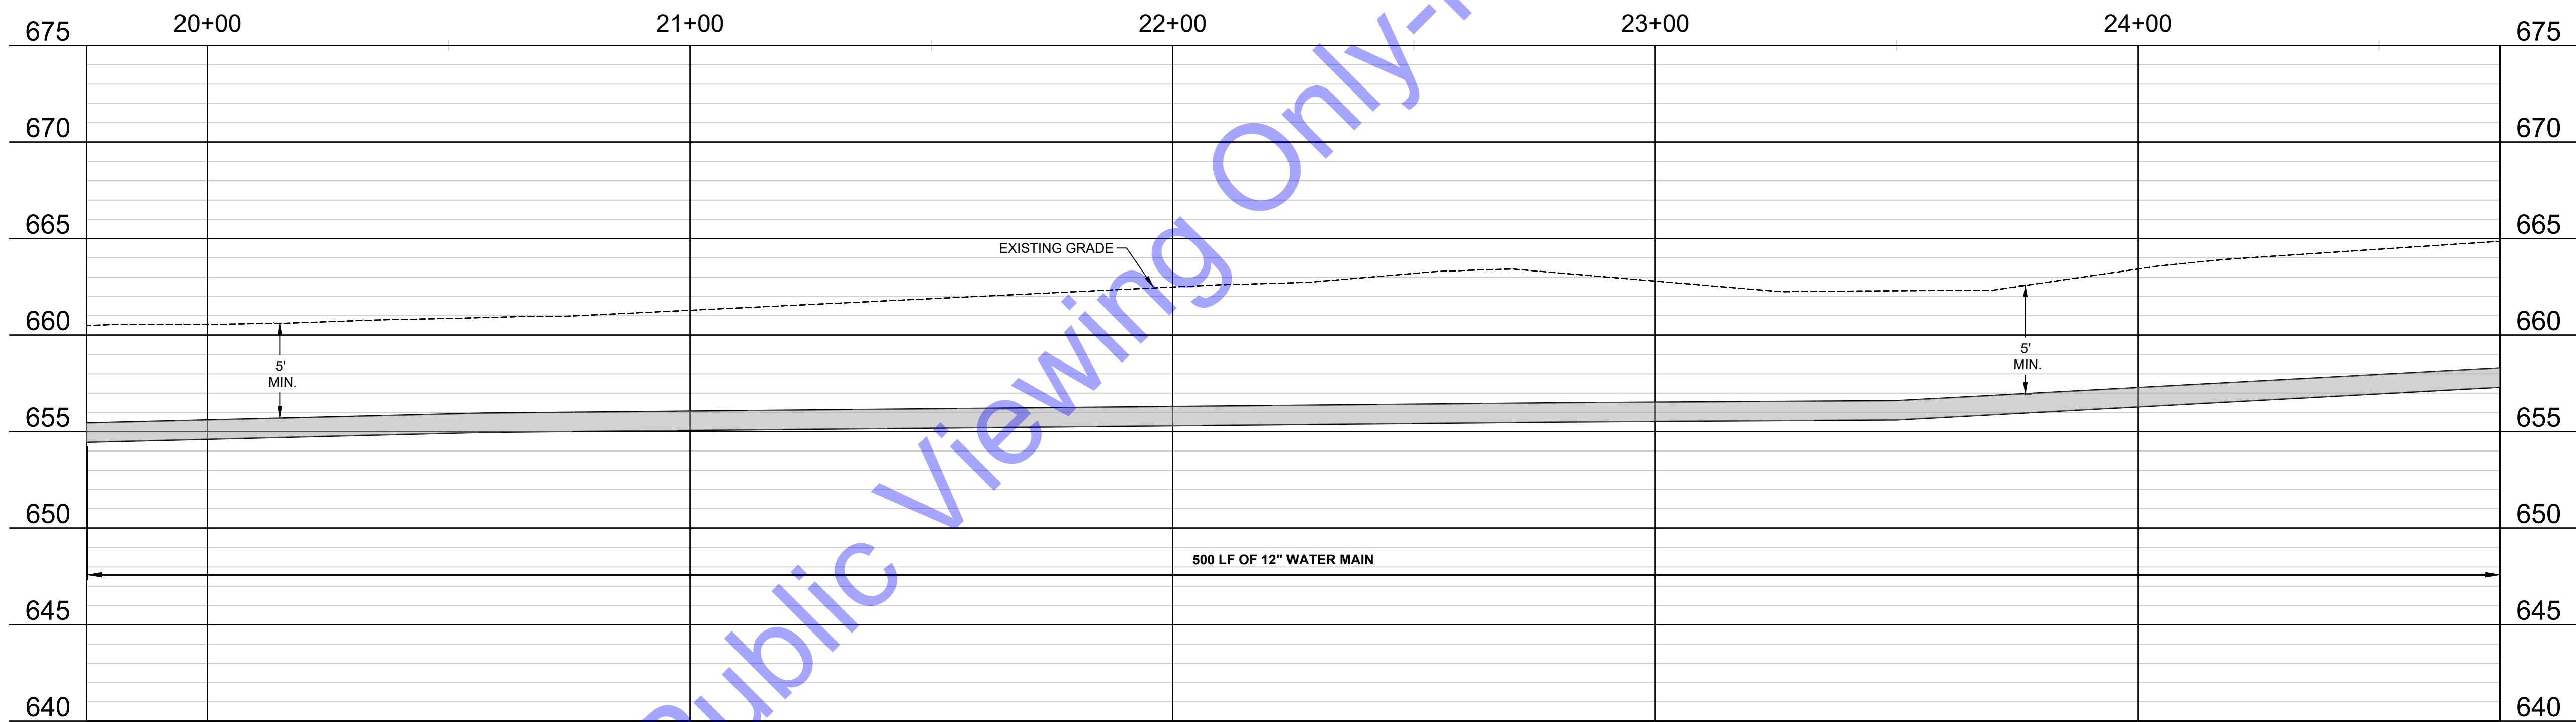 20+00 21+00 22+00 23+00 24+00
675 675
670 670
665 665
EXISTING GRADE
660 660
5'
MIN.
5'
MIN.
655 655
650 650
500 LF OF 12" WATER MAIN
645 645
640 640
Public Viewing Only-